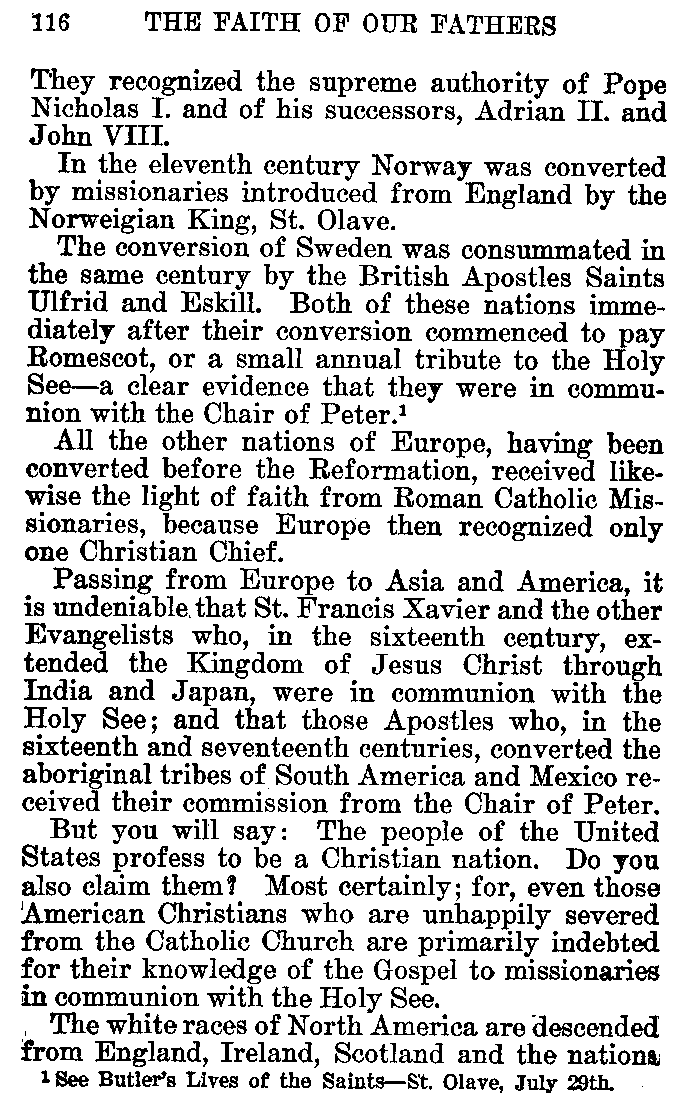 116 THE FAITH OF OUR FATHERS
They recognized the supreme authority of Pope
Nicholas I. and of his successors, Adrian II. and
John VIII.
In the eleventh century Norway was converted
by missionaries introduced from England by the
Norweigian King, St. Olave.
The conversion of Sweden was consummated in
the same century by the British Apostles Saints
Ulfrid and Eskill. Both of these nations imme-
diately after their conversion commenced to pay
Romescot, or a small annual tribute to the Holy
See—a clear evidence that they were in commu-
nion with the Chair of Peter.¹
All the other nations of Europe, having been
converted before the Reformation, received like-
wise the light of faith from Roman Catholic Mis-
sionaries, because Europe then recognized only
one Christian Chief.
Passing from Europe to Asia and America, it
is undeniable that St. Francis Xavier and the other
Evangelists who, in the sixteenth century, ex-
tended the Kingdom of Jesus Christ through
India and Japan, were in communion with the
Holy See; and that those Apostles who, in the
sixteenth and seventeenth centuries, converted the
aboriginal tribes of South America and Mexico re-
ceived their commission from the Chair of Peter.
But you will say: The people of the United
States profess to be a Christian nation. Do you
also claim them? Most certainly; for, even those
American Christians who are unhappily severed
from the Catholic Church are primarily indebted
for their knowledge of the Gospel to missionaries
in communion with the Holy See.
The white races of North America are descended
from England, Ireland, Scotland and the nations
¹ See Butler's Lives of the Saints—St. Olave, July 29th.